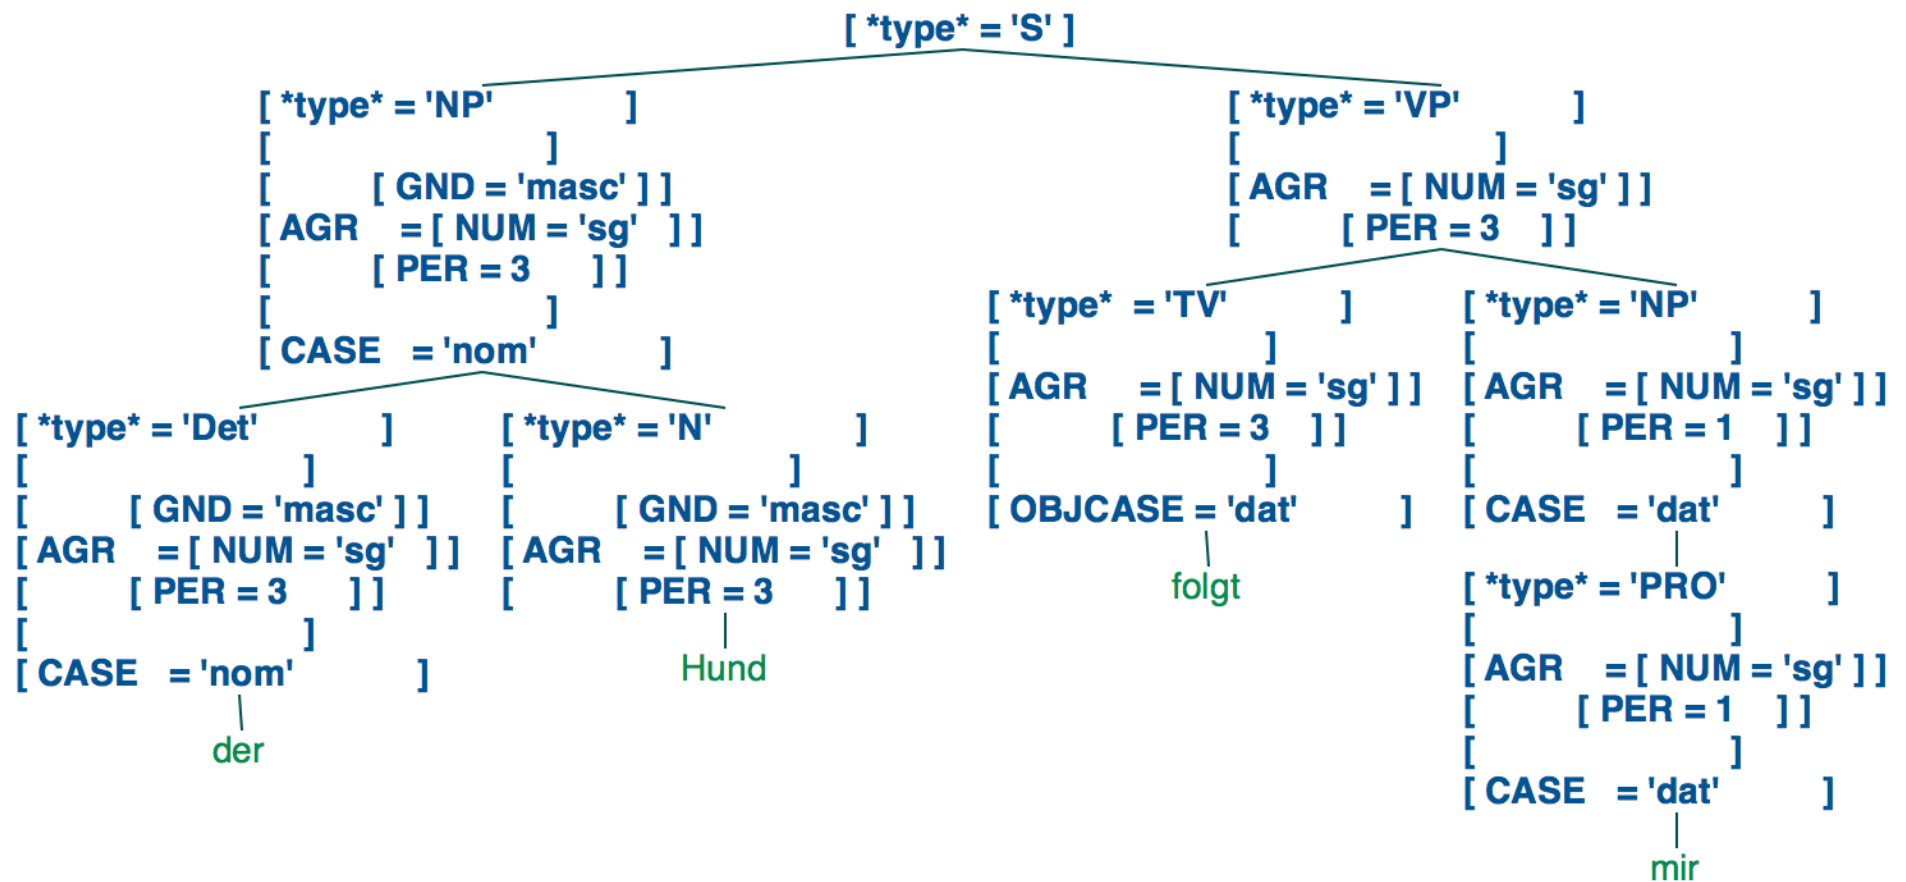 [ *type* = 'S' ]
[ *type* = 'NP' ]
[ ]
[ [ GND = 'masc' ] ]
[ AGR = [ NUM = 'sg' ] ]
[ [ PER = 3 ] ]
[ ]
[ CASE = 'nom' ]
[ *type* = 'VP' ]
[ ]
[ AGR = [ NUM = 'sg' ] ]
[ [ PER = 3 ] ]
[ *type* = 'Det' ]
[ ]
[ [ GND = 'masc' ] ]
[ AGR = [ NUM = 'sg' ] ]
[ [ PER = 3 ] ]
[ ]
[ CASE = 'nom' ]
der
[ *type* = 'N' ]
[ ]
[ [ GND = 'masc' ] ]
[ AGR = [ NUM = 'sg' ] ]
[ [ PER = 3 ] ]
Hund
[ *type* = 'TV' ]
[ ]
[ AGR = [ NUM = 'sg' ] ]
[ [ PER = 3 ] ]
[ ]
[ OBJCASE = 'dat' ]
folgt
[ *type* = 'NP' ]
[ ]
[ AGR = [ NUM = 'sg' ] ]
[ [ PER = 1 ] ]
[ ]
[ CASE = 'dat' ]
[ *type* = 'PRO' ]
[ ]
[ AGR = [ NUM = 'sg' ] ]
[ [ PER = 1 ] ]
[ ]
[ CASE = 'dat' ]
mir